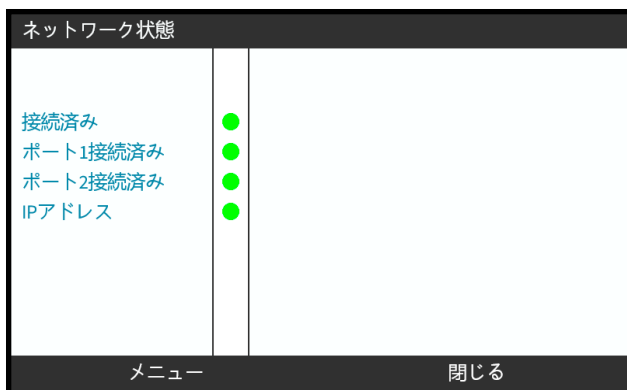 ネットワーク状態
接続済み
ポート1接続済み
ポート2接続済み
IPアドレス
メニュー
閉じる